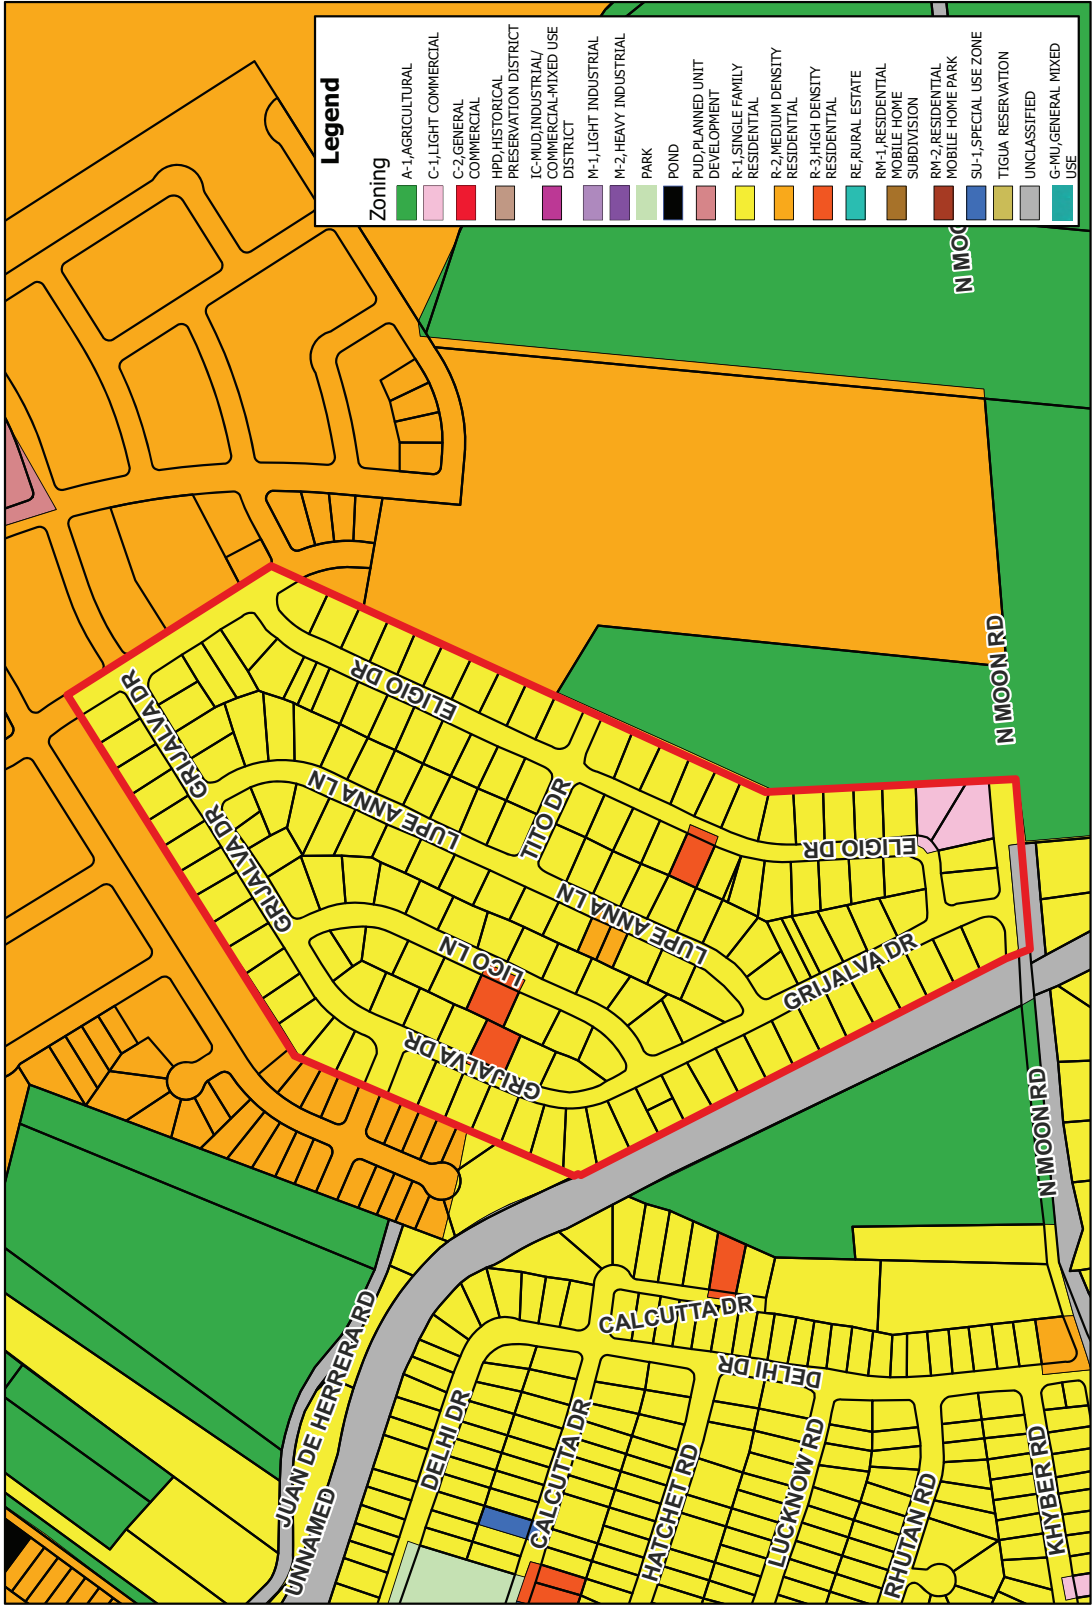 Legend
Zoning
A-1,AGRICULTURAL
C-1,LIGHT COMMERCIAL
C-2,GENERAL
COMMERCIAL
HPD,HISTORICAL
PRESERVATION DISTRICT
IC-MUD,INDUSTRIAL/
COMMERCIAL-MIXED USE
DISTRICT
M-1,LIGHT INDUSTRIAL
M-2,HEAVY INDUSTRIAL
PARK
POND
PUD,PLANNED UNIT
DEVELOPMENT
R-1,SINGLE FAMILY
RESIDENTIAL
R-2,MEDIUM DENSITY
RESIDENTIAL
R-3,HIGH DENSITY
RESIDENTIAL
RE,RURAL ESTATE
RM-1,RESIDENTIAL
MOBILE HOME
SUBDIVISION
RM-2,RESIDENTIAL
MOBILE HOME PARK
SU-1,SPECIAL USE ZONE
TIGUA RESERVATION
UNCLASSIFIED
G-MU,GENERAL MIXED
USE
N MOO
N MOON RD
N MOON RD
GRIJALVA DR
GRIJALVA DR
GRIJALVA DR
GRIJALVA DR
GRIJALVA DR
ELIGIO DR
ELIGIO DR
LUPE ANNA LN
LUPE ANNA LN
TITO DR
LICO LN
JUAN DE HERRERA RD
UNNAMED
DELHI DR
DELHI DR
CALCUTTA DR
CALCUTTA DR
HATCHET RD
LUCKNOW RD
RHUTAN RD
KHYBER RD